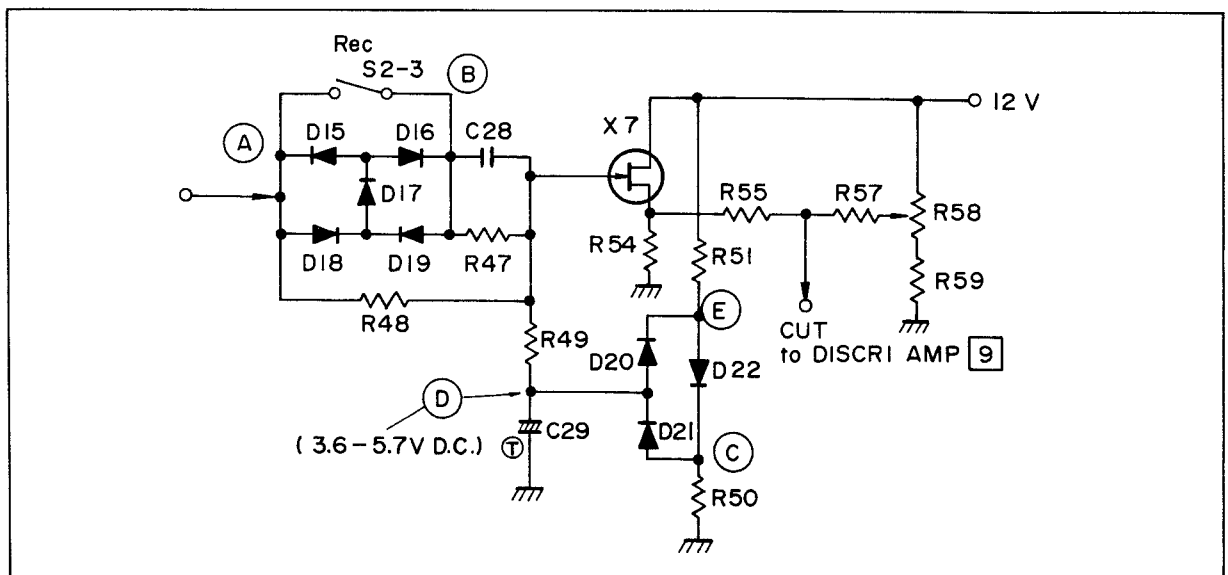 Rec
S2-3
B
12 V
A
D15
D16
C28
X7
D17
R55
R57
R58
D18
D19
R47
R54
R51
R59
R48
E
CUT
to DISCRI AMP 9
R49
D20
D22
D
(3.6-5.7V D.C.)
T
C29
D21
C
R50